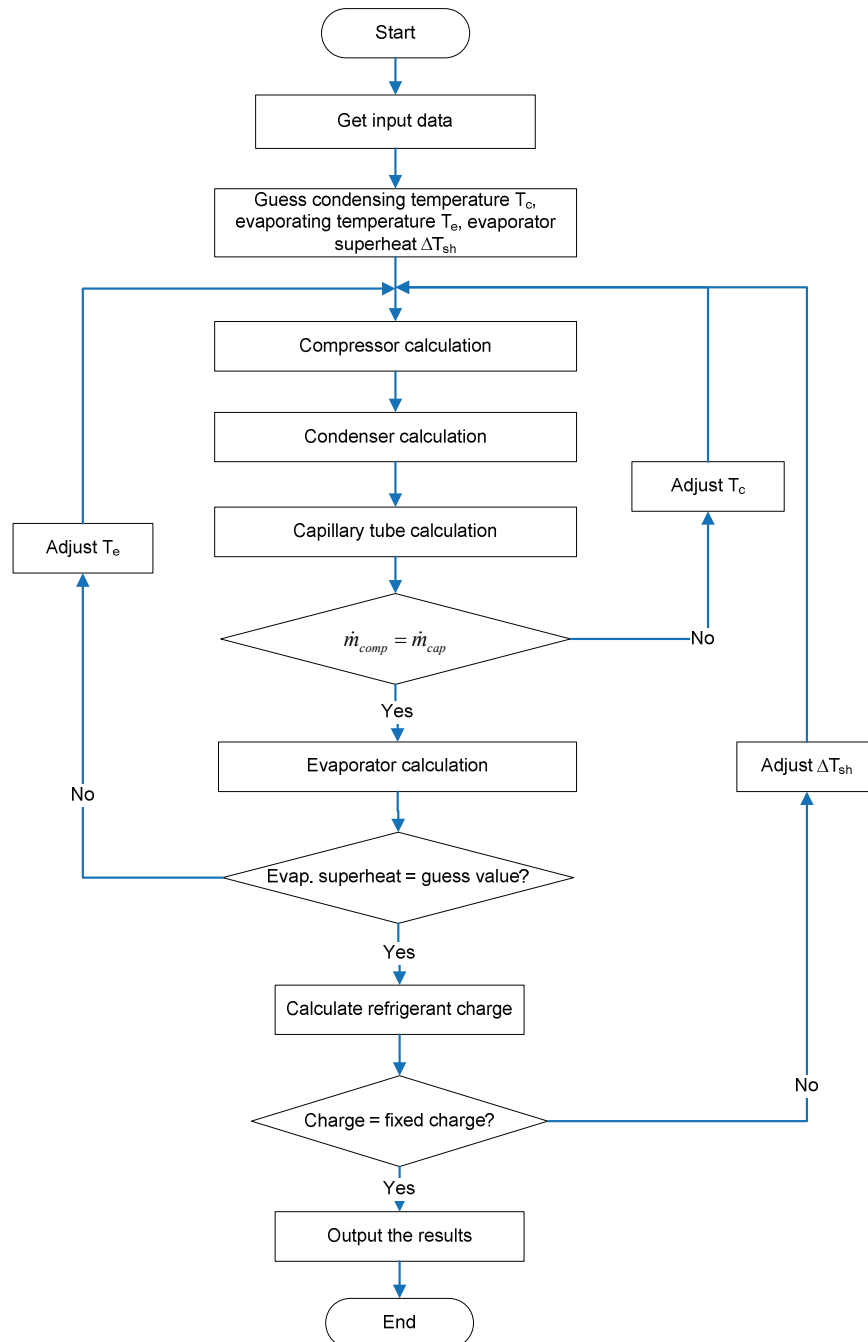 Start
Get input data
Guess condensing temperature Tc,
evaporating temperature Te, evaporator
superheat ΔTsh
Compressor calculation
Condenser calculation
Adjust Tc
Capillary tube calculation
Adjust Te
ṁcomp = ṁcap
No
Yes
Evaporator calculation
Adjust ΔTsh
No
Evap. superheat = guess value?
Yes
Calculate refrigerant charge
No
Charge = fixed charge?
Yes
Output the results
End